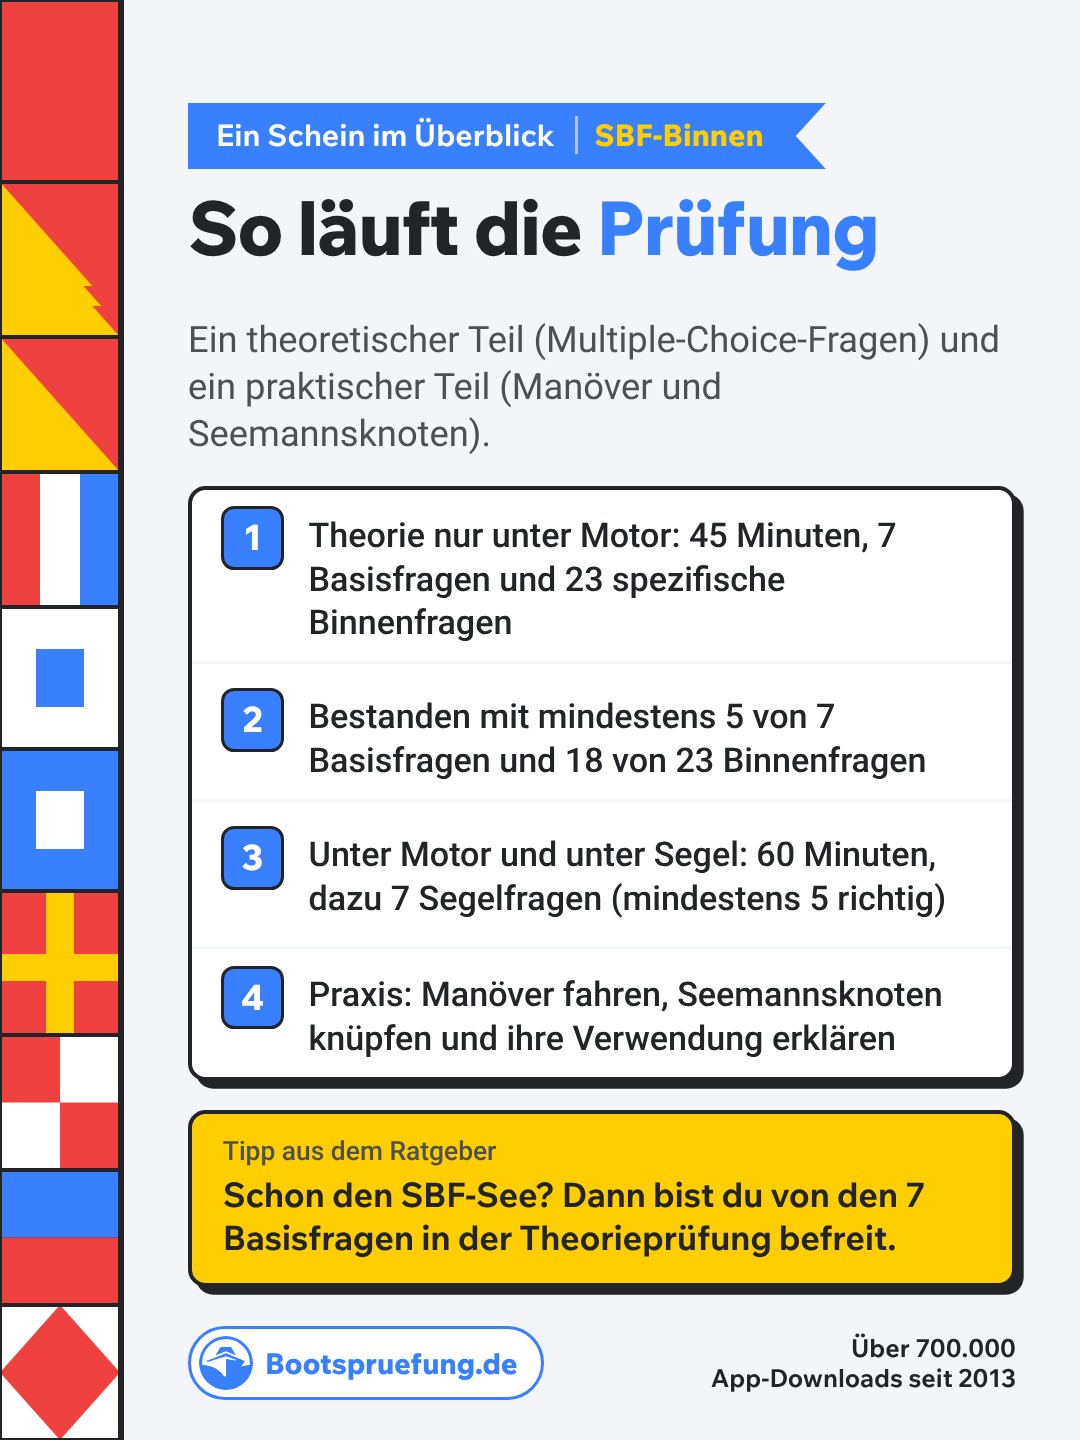 Ein Schein im Überblick | SBF-Binnen
So läuft die Prüfung
Ein theoretischer Teil (Multiple-Choice-Fragen) und
ein praktischer Teil (Manöver und
Seemannsknoten).
1 Theorie nur unter Motor: 45 Minuten, 7
Basisfragen und 23 spezifische
Binnenfragen
2 Bestanden mit mindestens 5 von 7
Basisfragen und 18 von 23 Binnenfragen
3 Unter Motor und unter Segel: 60 Minuten,
dazu 7 Segelfragen (mindestens 5 richtig)
4 Praxis: Manöver fahren, Seemannsknoten
knüpfen und ihre Verwendung erklären
Tipp aus dem Ratgeber
Schon den SBF-See? Dann bist du von den 7
Basisfragen in der Theorieprüfung befreit.
Bootspruefung.de
Über 700.000
App-Downloads seit 2013